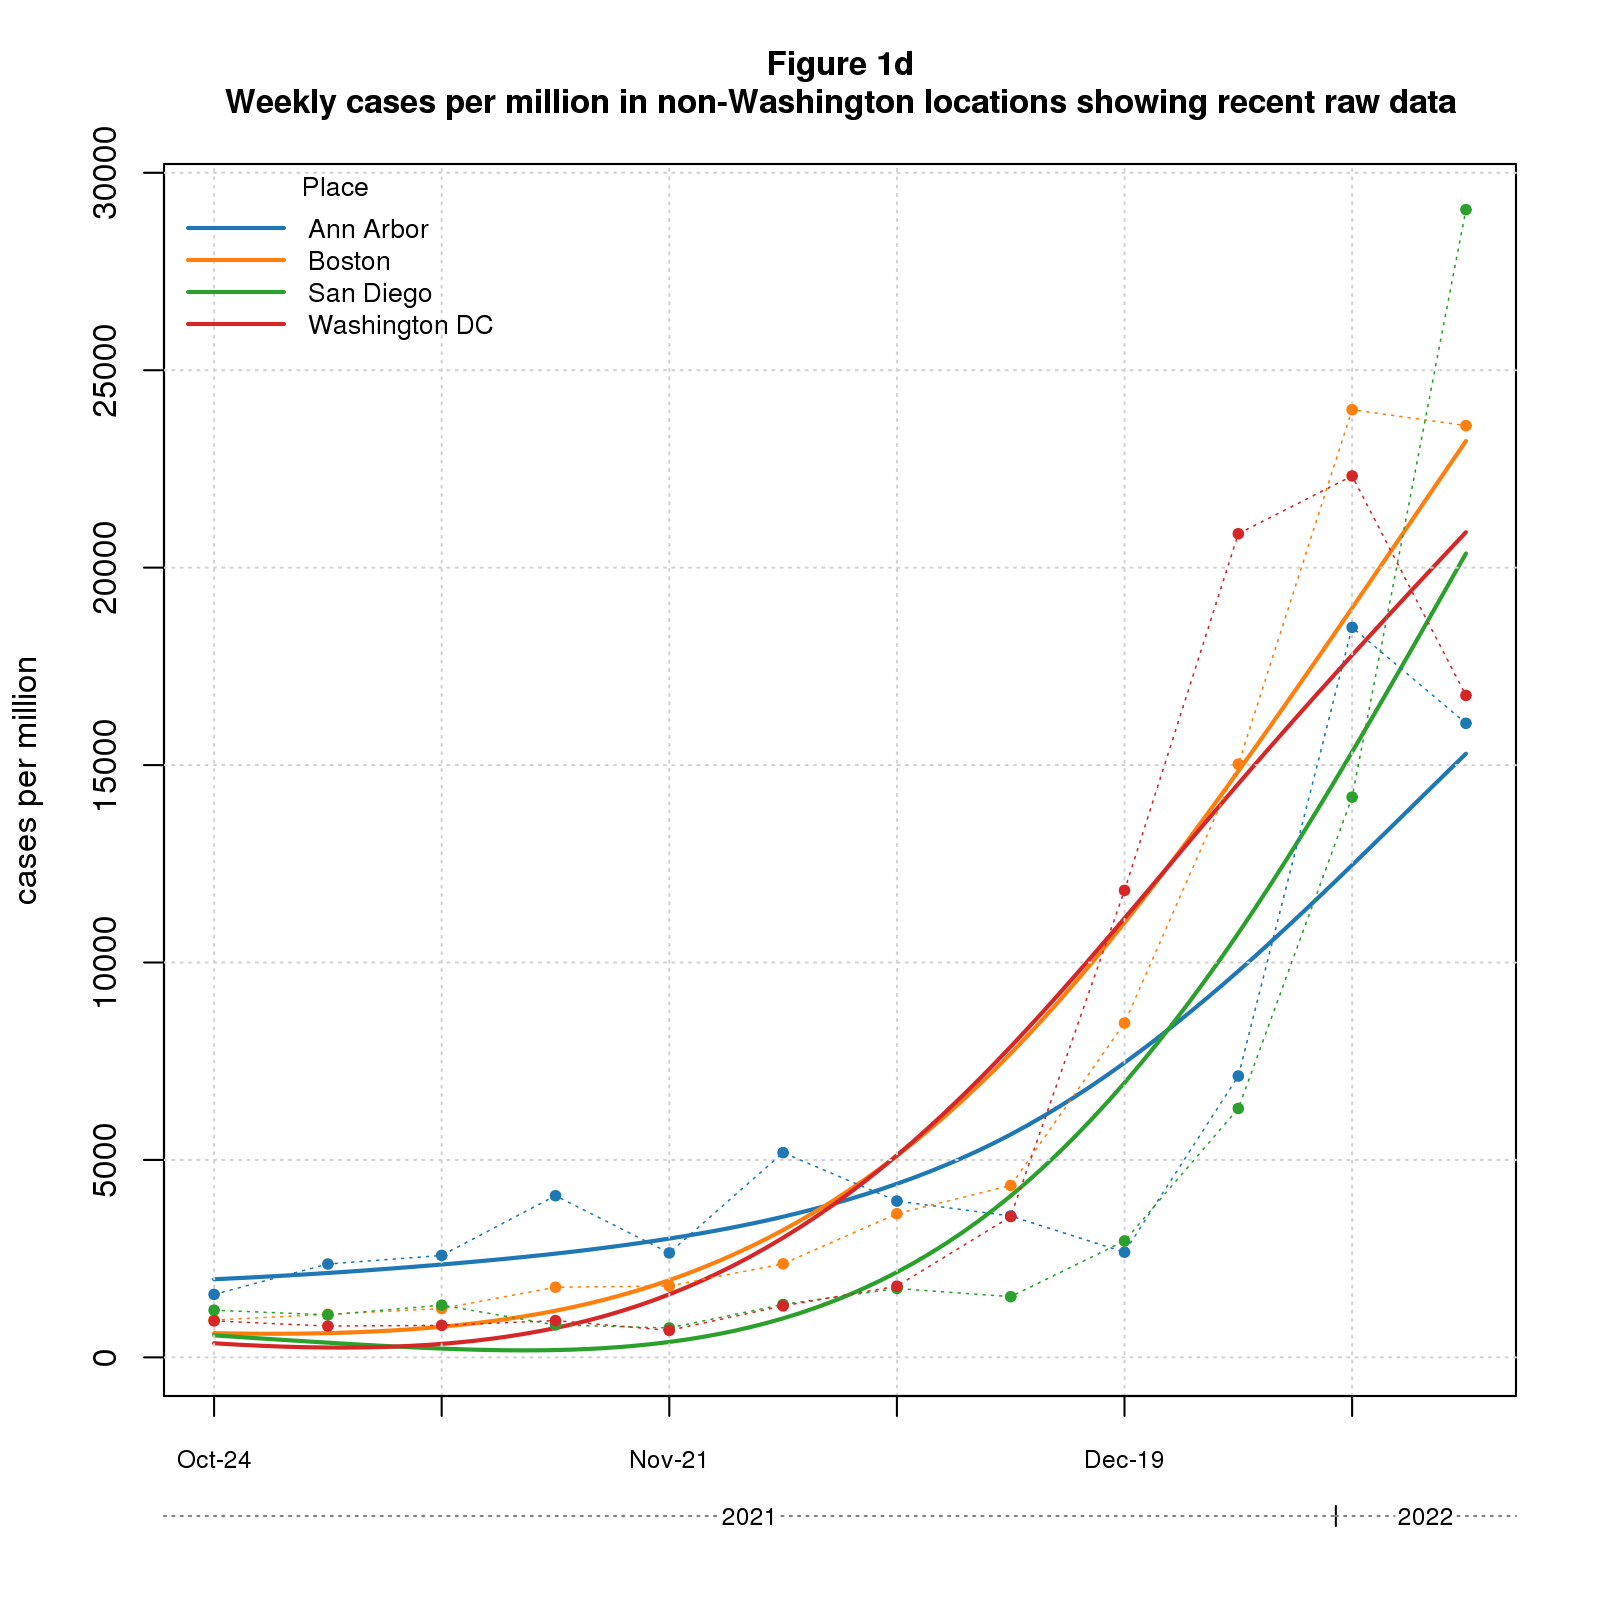 Figure 1d
Weekly cases per million in non-Washington locations showing recent raw data
cases per million
30000
25000
20000
15000
10000
5000
0
Place
Ann Arbor
Boston
San Diego
Washington DC
Oct-24 Nov-21 Dec-19
2021 2022